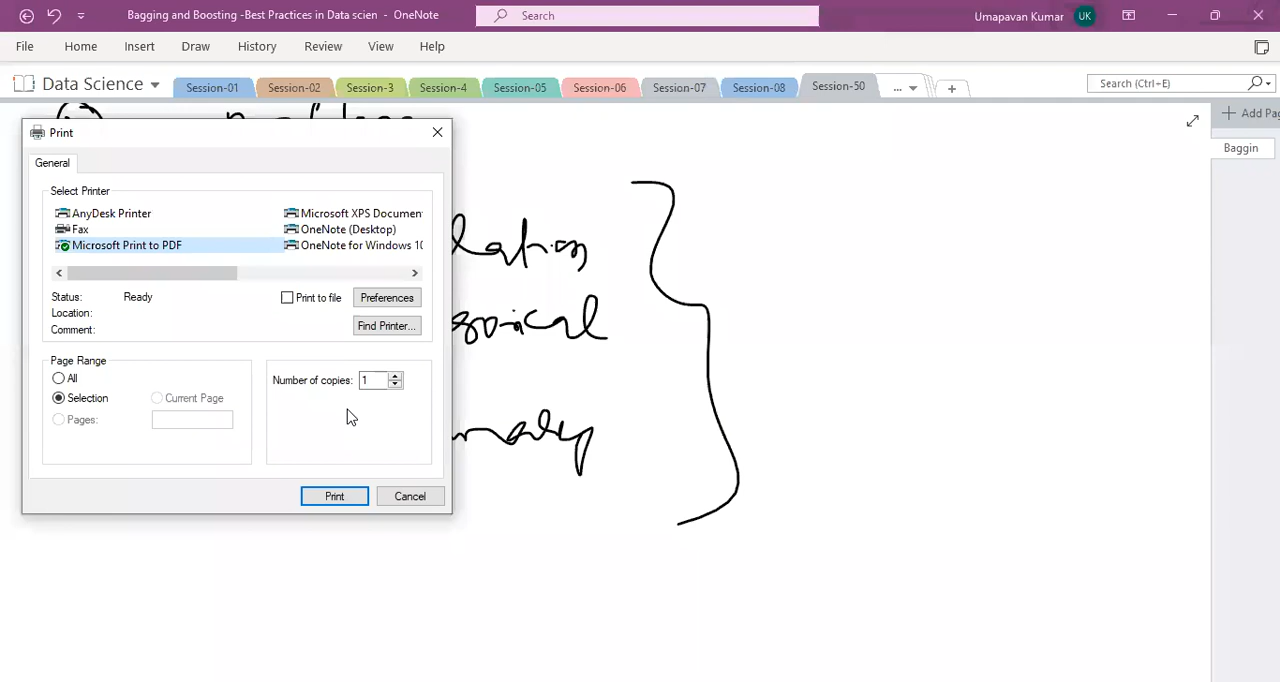 Bagging and Boosting -Best Practices in Data scien - OneNote
Search
Umapavan Kumar
UK
File Home Insert Draw History Review View Help
Data Science
Session-01 Session-02 Session-3 Session-4 Session-05 Session-06 Session-07 Session-08 Session-50 ... +
Search (Ctrl+E)
Add Pag
Baggin
Print
General
Select Printer
AnyDesk Printer
Microsoft XPS Documen
Fax
OneNote (Desktop)
Microsoft Print to PDF
OneNote for Windows 10
Status: Ready
Location:
Comment:
Print to file
Preferences
Find Printer...
Page Range
All
Selection
Current Page
Pages:
Number of copies: 1
Print
Cancel